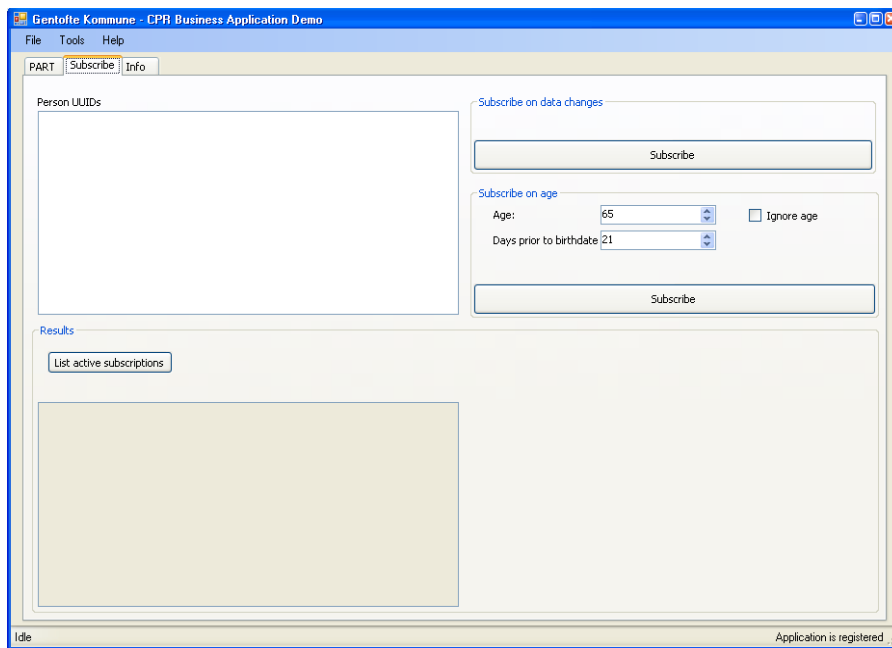 Gentofte Kommune - CPR Business Application Demo
File Tools Help
PART Subscribe Info
Person UUIDs
Subscribe on data changes
Subscribe
Subscribe on age
Age: 65 Ignore age
Days prior to birthdate 21
Subscribe
Results
List active subscriptions
Idle Application is registered